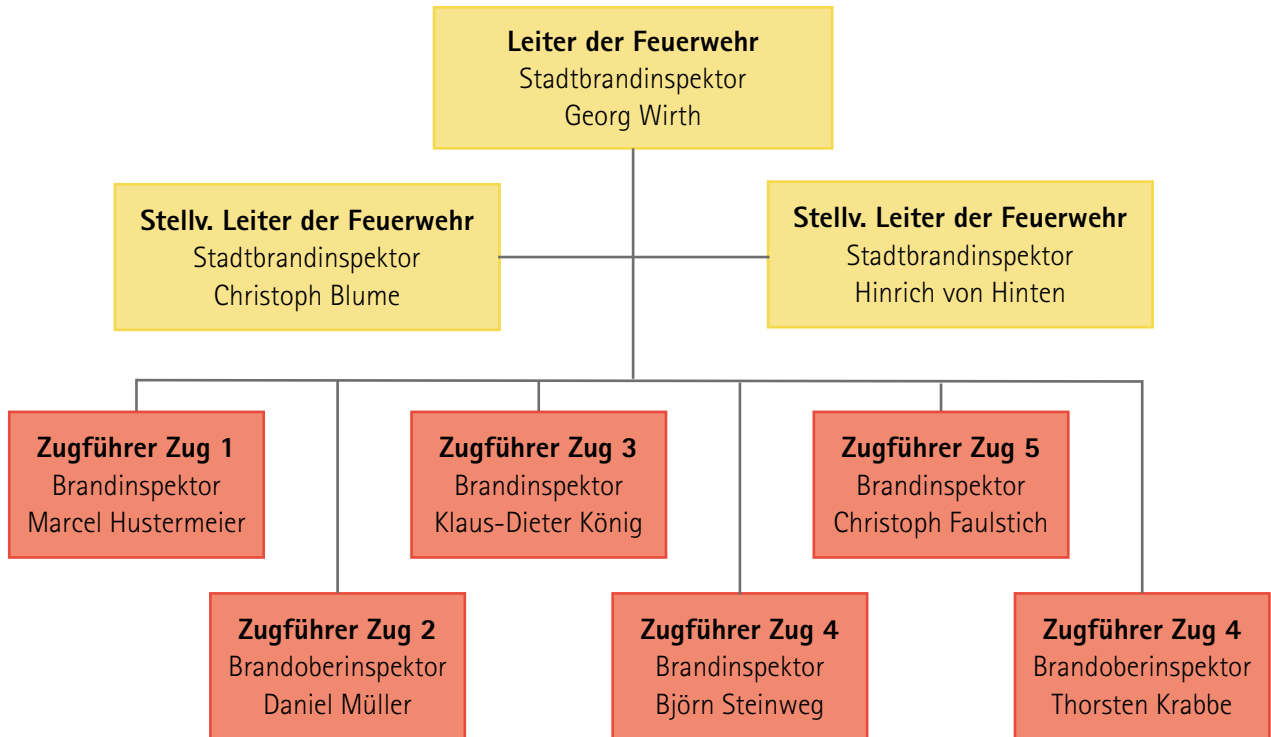 Leiter der Feuerwehr
Stadtbrandinspektor
Georg Wirth
Stellv. Leiter der Feuerwehr
Stadtbrandinspektor
Christoph Blume
Stellv. Leiter der Feuerwehr
Stadtbrandinspektor
Hinrich von Hinten
Zugführer Zug 1
Brandinspektor
Marcel Hustermeier
Zugführer Zug 3
Brandinspektor
Klaus-Dieter König
Zugführer Zug 5
Brandinspektor
Christoph Faulstich
Zugführer Zug 2
Brandoberinspektor
Daniel Müller
Zugführer Zug 4
Brandinspektor
Björn Steinweg
Zugführer Zug 4
Brandoberinspektor
Thorsten Krabbe